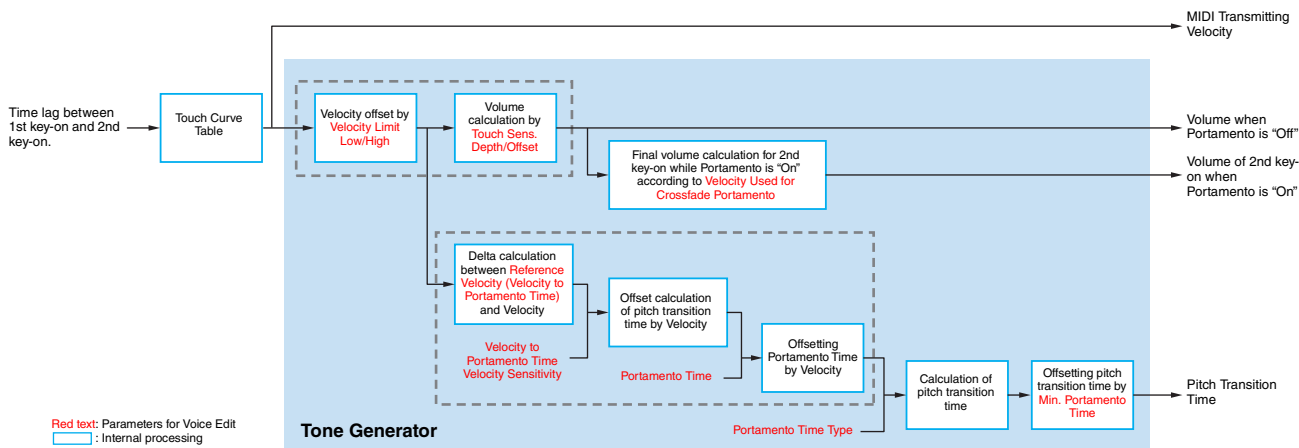 MIDI Transmitting
Velocity
Time lag between
1st key-on and 2nd
key-on.
Touch Curve
Table
Velocity offset by
Velocity Limit
Low/High
Volume
calculation by
Touch Sens.
Depth/Offset
Volume when
Portamento is “Off”
Final volume calculation for 2nd
key-on while Portamento is “On”
according to Velocity Used for
Crossfade Portamento
Volume of 2nd key-
on when
Portamento is “On”
Delta calculation
between Reference
Velocity (Velocity to
Portamento Time)
and Velocity
Offset calculation
of pitch transition
time by Velocity
Velocity to
Portamento Time
Velocity Sensitivity
Portamento Time
Offsetting
Portamento Time
by Velocity
Calculation of
pitch transition
time
Offsetting pitch
transition time by
Min. Portamento
Time
Pitch Transition
Time
Portamento Time Type
Red text: Parameters for Voice Edit
: Internal processing
Tone Generator